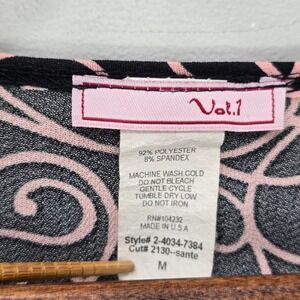 Vol.1
92% POLYESTER
8% SPANDEX
MACHINE WASH COLD
DO NOT BLEACH
GENTLE CYCLE
TUMBLE DRY LOW
DO NOT IRON
RN#104232
MADE IN U.S.A
Style# 2-4034-7384
Cut# 2130--sante
M